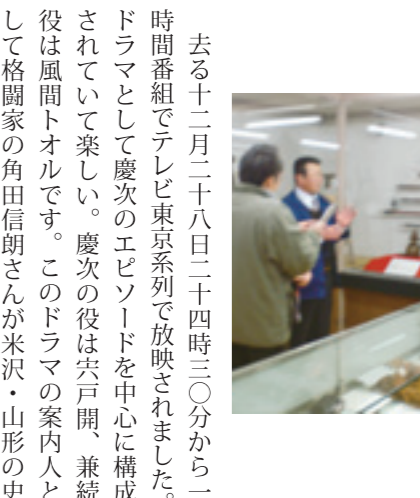 去る十二月二十八日二十四時三〇分から一
時間番組でテレビ東京系列で放映されました。
ドラマとして慶次のエピソードを中心に構成
されていて楽しい。慶次の役は宍戸開、兼続
役は風間トオルです。このドラマの案内人と
して格闘家の角田信朗さんが米沢・山形の史